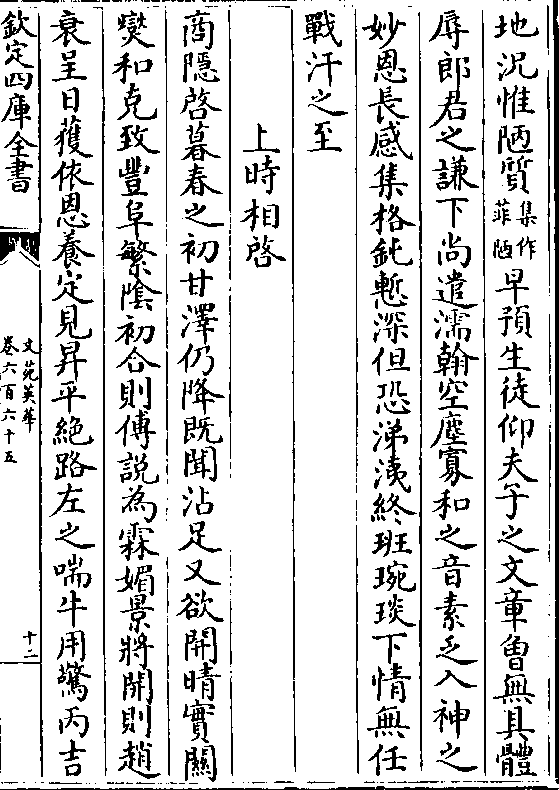 地況惟陋質集作菲陋早預生徒仰夫子之文章曾無具體
辱郎君之謙下尚遣濡翰空塵寡和之音素乏入神之
妙恩長感集格鈍慙深但恐涕洟終班琬琰下情無任
戰汗之至
上時相啓
商隱啓暮春之初甘澤仍降既聞沾足又欲開晴實關
燮和克致豐阜繁隂初合則傅説為霖媚景將開則趙
衰呈日獲依恩養定見昇平絶路左之喘牛用驚丙吉
欽定四庫全書
文苑英華
卷六百六十五
十二